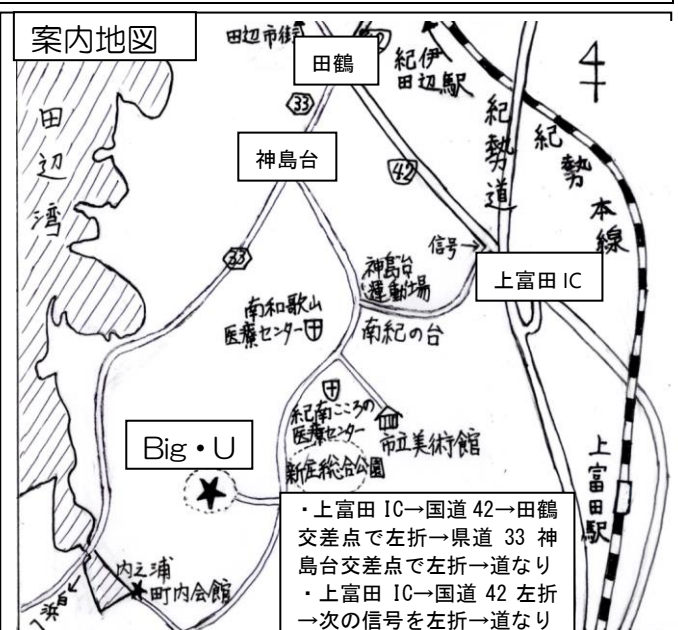 案内地図
田辺市街
田鶴
紀伊
田辺駅
4
33
42
紀勢道
紀勢本線
田辺湾
神島台
33
信号→
上富田 IC
神島台
運動場
南和歌山
医療センター
南紀の台
紀南こころの
医療センター
市立美術館
新庄総合公園
Big・U
上富田駅
内之浦
町内会館
白浜
・上富田 IC→国道 42→田鶴
交差点で左折→県道 33 神
島台交差点で左折→道なり
・上富田 IC→国道 42 左折
→次の信号を左折→道なり